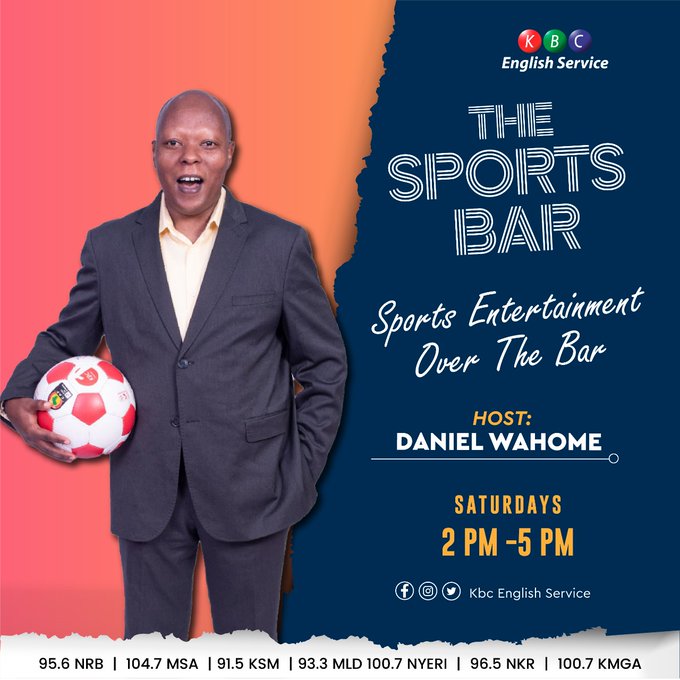 KBC
English Service
THE
SPORTS
BAR
Sports Entertainment
Over The Bar
HOST:
DANIEL WAHOME
SATURDAYS
2 PM -5 PM
Kbc English Service
95.6 NRB | 104.7 MSA | 91.5 KSM | 93.3 MLD 100.7 NYERI | 96.5 NKR | 100.7 KMGA